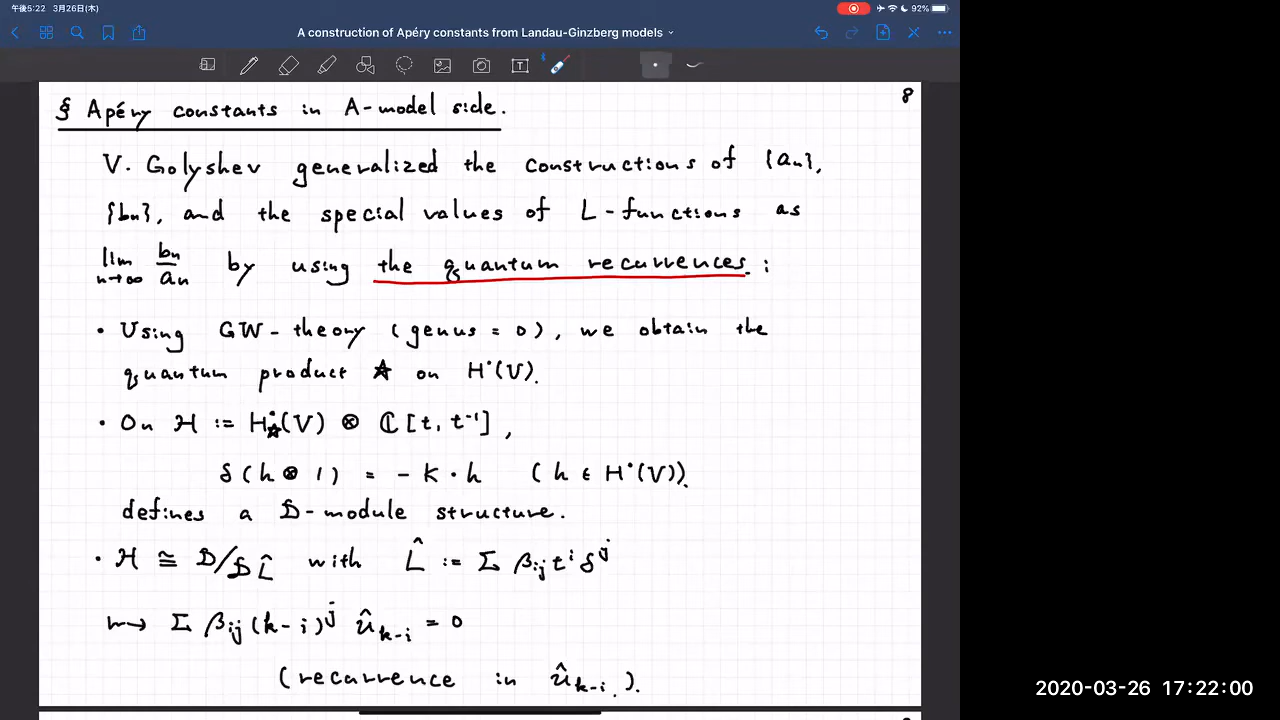 午後5:22 3月26日(木)
92%
A construction of Apéry constants from Landau-Ginzberg models
8
§ Apéry constants in A-model side.
V. Golyshev generalized the constructions of {aₙ},
{bₙ}, and the special values of L-functions as
lim n→∞ bₙ/aₙ by using the quantum recurrences :
• Using GW-theory (genus = 0), we obtain the
quantum product ★ on H˙(V).
• On ℋ := H˙★(V) ⊗ ℂ[t, t⁻¹],
δ(h ⊗ 1) = - K · h (h ∈ H˙(V)).
defines a D-module structure.
• ℋ ≅ D/DL̂ with L̂ := Σ βᵢⱼ tⁱ δʲ
⟼ Σ βᵢⱼ (k-i)ʲ û_{k-i} = 0
(recurrence in û_{k-i}.).
2020-03-26 17:22:00